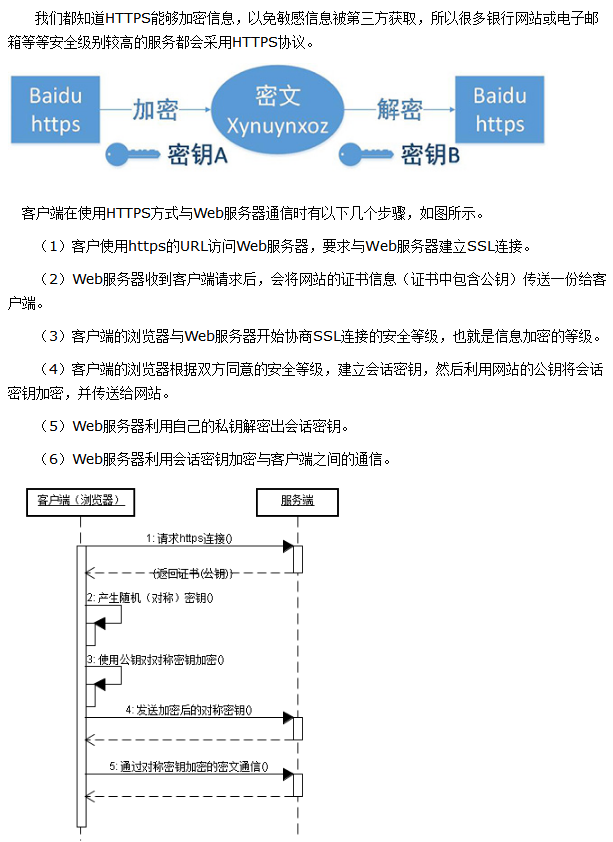 我们都知道HTTPS能够加密信息，以免敏感信息被第三方获取，所以很多银行网站或电子邮
箱等等安全级别较高的服务都会采用HTTPS协议。
Baidu
https
加密
密文
Xynuynxoz
解密
Baidu
https
密钥A
密钥B
客户端在使用HTTPS方式与Web服务器通信时有以下几个步骤，如图所示。
（1）客户使用https的URL访问Web服务器，要求与Web服务器建立SSL连接。
（2）Web服务器收到客户端请求后，会将网站的证书信息（证书中包含公钥）传送一份给客
户端。
（3）客户端的浏览器与Web服务器开始协商SSL连接的安全等级，也就是信息加密的等级。
（4）客户端的浏览器根据双方同意的安全等级，建立会话密钥，然后利用网站的公钥将会话
密钥加密，并传送给网站。
（5）Web服务器利用自己的私钥解密出会话密钥。
（6）Web服务器利用会话密钥加密与客户端之间的通信。
客户端（浏览器）
服务端
1: 请求https连接()
(返回证书(公钥))
2: 产生随机（对称）密钥()
3: 使用公钥对对称密钥加密()
4: 发送加密后的对称密钥()
5: 通过对称密钥加密的密文通信()